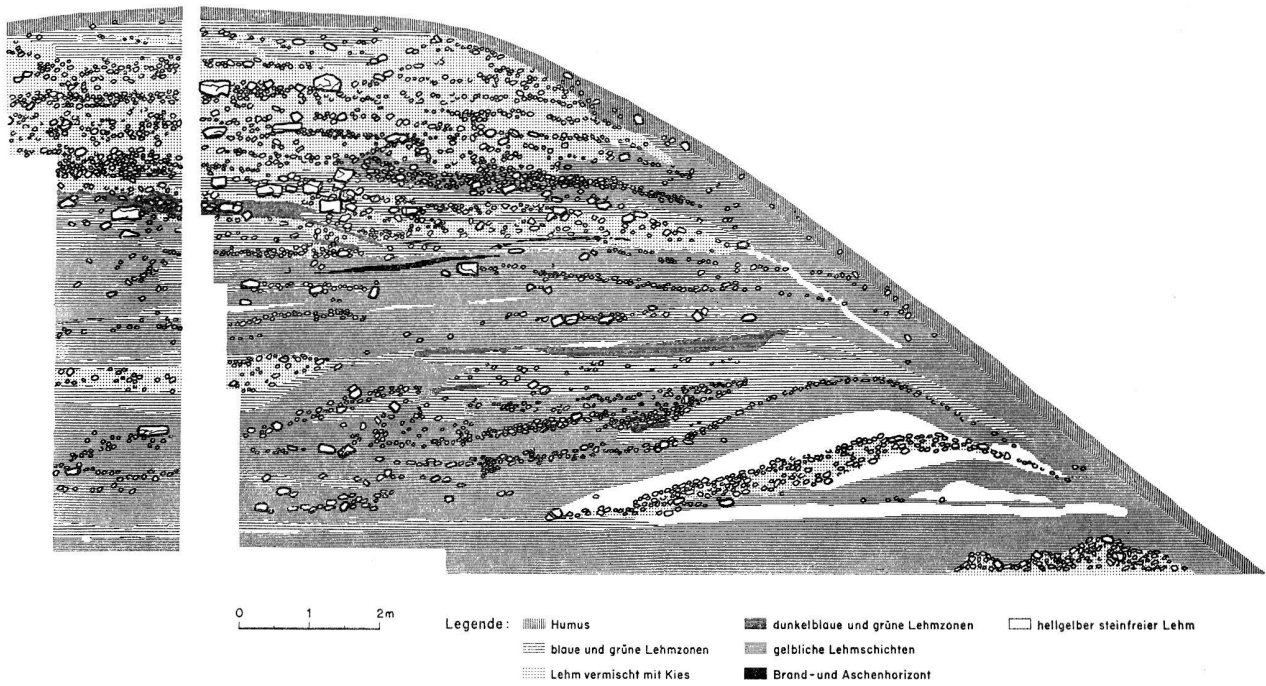 0 1 2m
Legende:
Humus
blaue und grüne Lehmzonen
Lehm vermischt mit Kies
dunkelblaue und grüne Lehmzonen
gelbliche Lehmschichten
Brand- und Aschenhorizont
hellgelber steinfreier Lehm